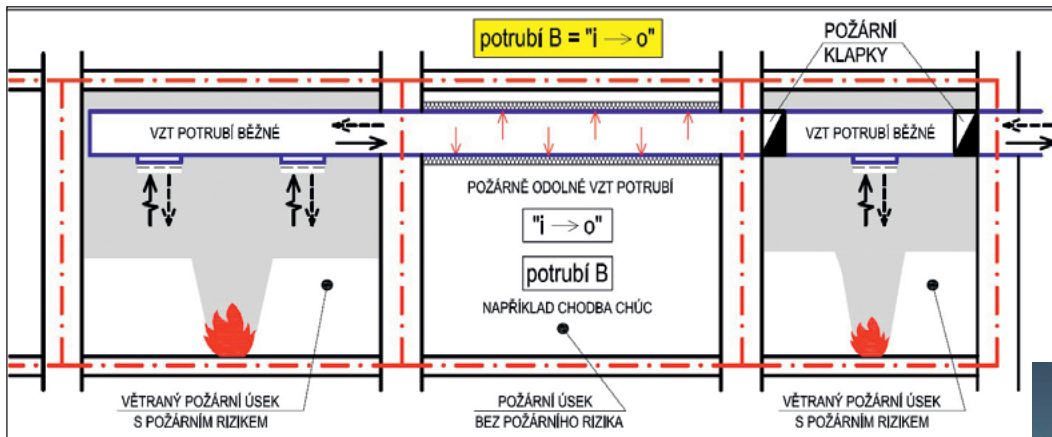 potrubí B = "i → o"
POŽÁRNÍ
KLAPKY
VZT POTRUBÍ BĚŽNÉ
VZT POTRUBÍ BĚŽNÉ
POŽÁRNĚ ODOLNÉ VZT POTRUBÍ
"i → o"
potrubí B
NAPŘÍKLAD CHODBA CHÚC
VĚTRANÝ POŽÁRNÍ ÚSEK
S POŽÁRNÍM RIZIKEM
POŽÁRNÍ ÚSEK
BEZ POŽÁRNÍHO RIZIKA
VĚTRANÝ POŽÁRNÍ ÚSEK
S POŽÁRNÍM RIZIKEM